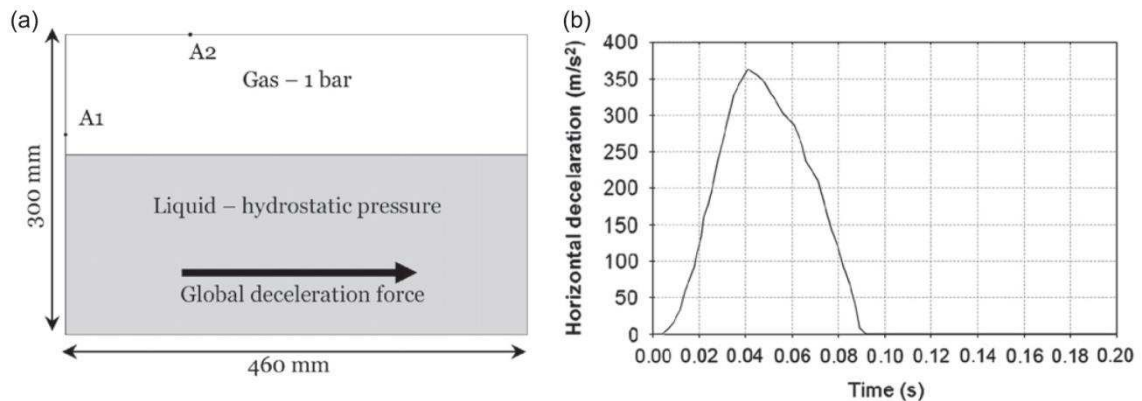 (a)
A2
Gas – 1 bar
A1
300 mm
Liquid – hydrostatic pressure
Global deceleration force
460 mm
(b)
Horizontal decelaration (m/s²)
400
350
300
250
200
150
100
50
0
0.00 0.02 0.04 0.06 0.08 0.10 0.12 0.14 0.16 0.18 0.20
Time (s)